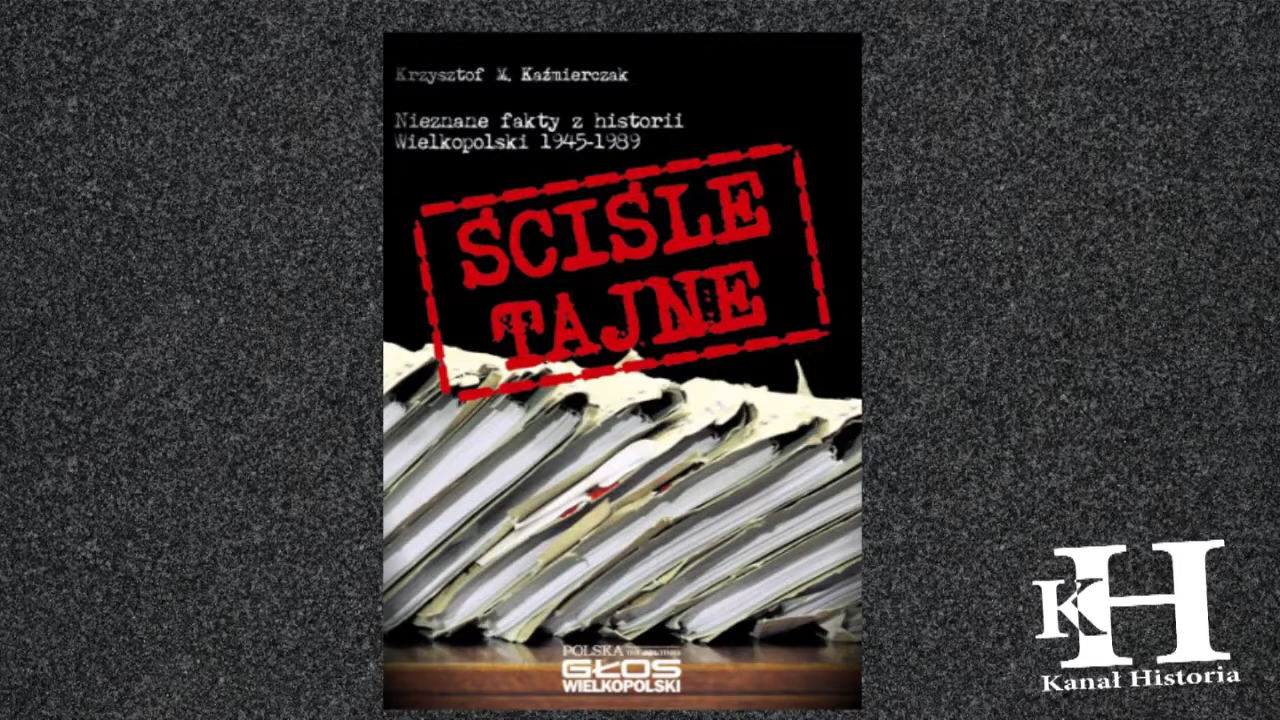 Krzysztof M. Kaźmierczak
Nieznane fakty z historii
Wielkopolski 1945-1989
ŚCIŚLE
TAJNE
POLSKA
GŁOS
WIELKOPOLSKI
KH
Kanał Historia